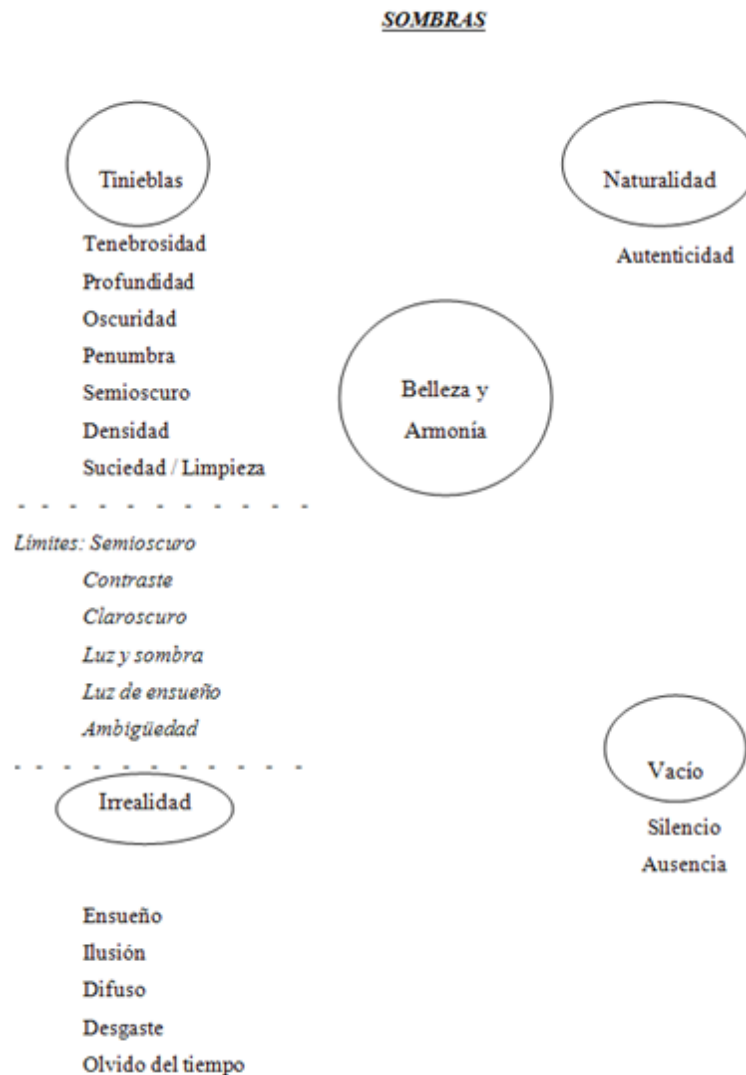 SOMBRAS
Tinieblas
Tenebrosidad
Profundidad
Oscuridad
Penumbra
Semioscuro
Densidad
Suciedad / Limpieza
Naturalidad
Autenticidad
Belleza y
Armonía
Límites: Semioscuro
Contraste
Claroscuro
Luz y sombra
Luz de ensueño
Ambigüedad
Irrealidad
Ensueño
Ilusión
Difuso
Desgaste
Olvido del tiempo
Vacío
Silencio
Ausencia